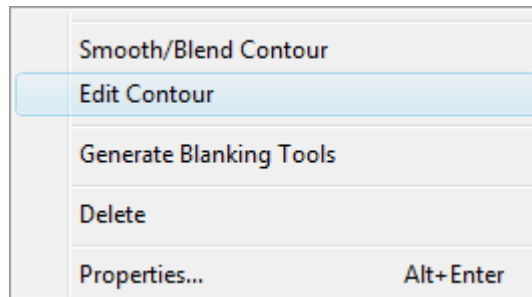 Smooth/Blend Contour
Edit Contour
Generate Blanking Tools
Delete
Properties... Alt+Enter